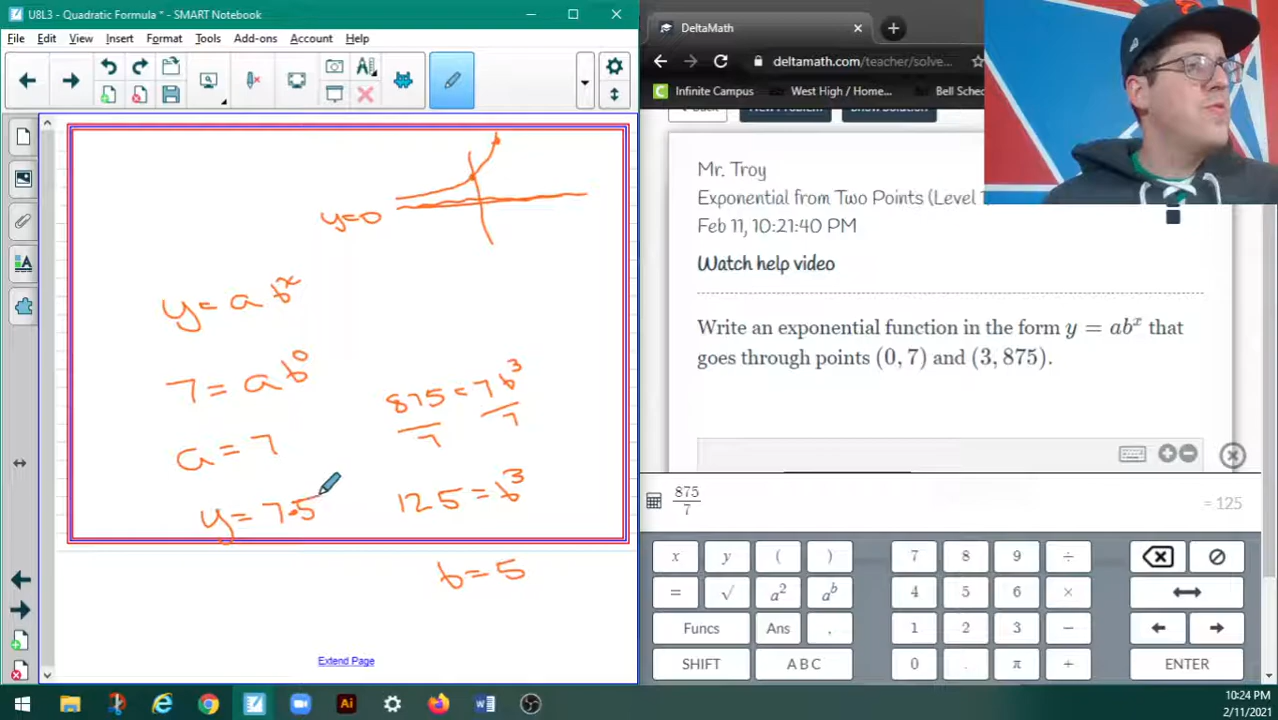 U8L3 - Quadratic Formula * - SMART Notebook
File Edit View Insert Format Tools Add-ons Account Help
y=0
y = a b^x
7 = a b^0
a = 7
y = 7·5
875 = 7b^3
7 7
125 = b^3
b = 5
Extend Page
DeltaMath
deltamath.com/teacher/solve...
Infinite Campus West High / Home... Bell Sche
Mr. Troy
Exponential from Two Points (Level 1
Feb 11, 10:21:40 PM
Watch help video
Write an exponential function in the form y = ab^x that
goes through points (0, 7) and (3, 875).
875
7
= 125
x y ( ) 7 8 9 ÷
= √ a^2 a^b 4 5 6 ×
Funcs Ans , 1 2 3 −
SHIFT A B C 0 . π + ENTER
Ai
10:24 PM
2/11/2021